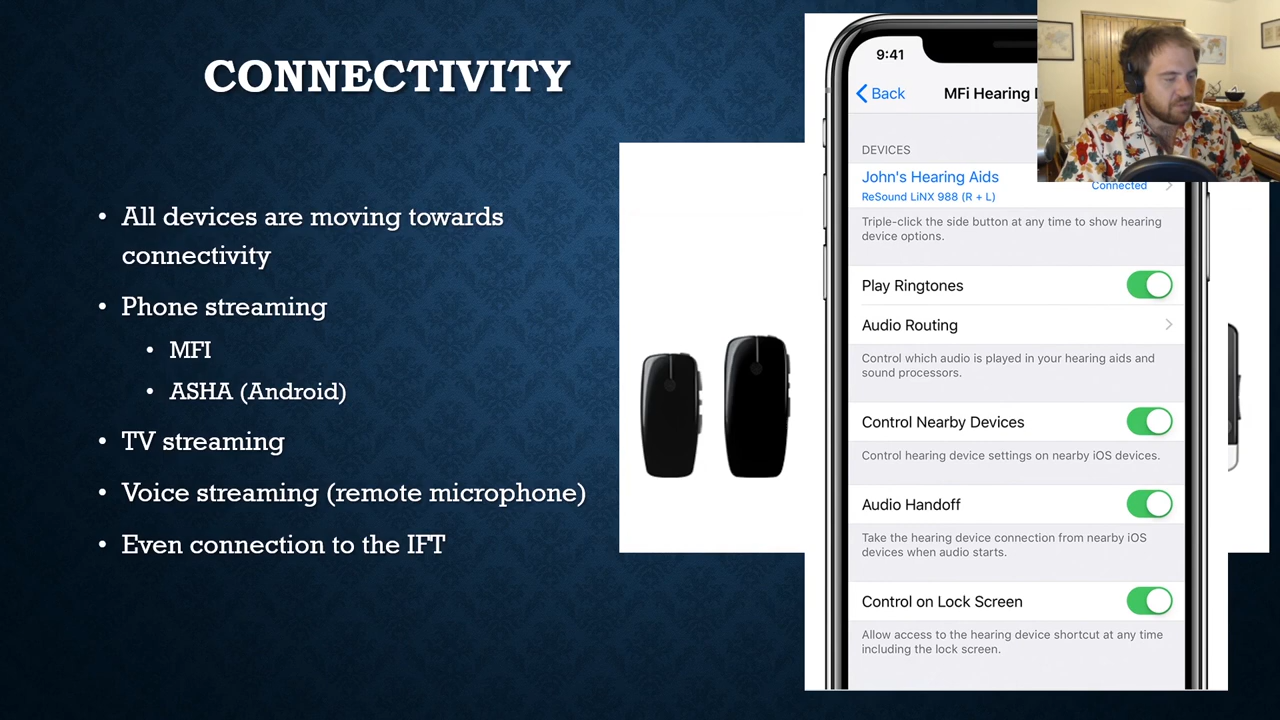 CONNECTIVITY
All devices are moving towards
connectivity
Phone streaming
MFI
ASHA (Android)
TV streaming
Voice streaming (remote microphone)
Even connection to the IFT
9:41
Back
MFi Hearing
DEVICES
John's Hearing Aids
ReSound LiNX 988 (R + L)
Connected
Triple-click the side button at any time to show hearing
device options.
Play Ringtones
Audio Routing
Control which audio is played in your hearing aids and
sound processors.
Control Nearby Devices
Control hearing device settings on nearby iOS devices.
Audio Handoff
Take the hearing device connection from nearby iOS
devices when audio starts.
Control on Lock Screen
Allow access to the hearing device shortcut at any time
including the lock screen.